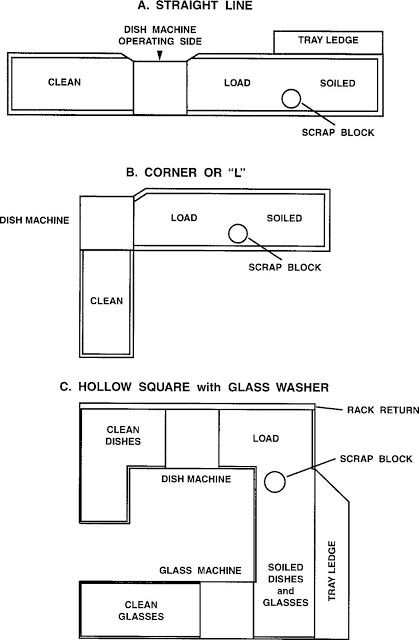 A. STRAIGHT LINE
DISH MACHINE
OPERATING SIDE
TRAY LEDGE
CLEAN
LOAD
SOILED
SCRAP BLOCK
B. CORNER OR “L”
DISH MACHINE
LOAD
SOILED
SCRAP BLOCK
CLEAN
C. HOLLOW SQUARE with GLASS WASHER
RACK RETURN
CLEAN
DISHES
LOAD
SCRAP BLOCK
DISH MACHINE
GLASS MACHINE
SOILED
DISHES
and
GLASSES
TRAY LEDGE
CLEAN
GLASSES